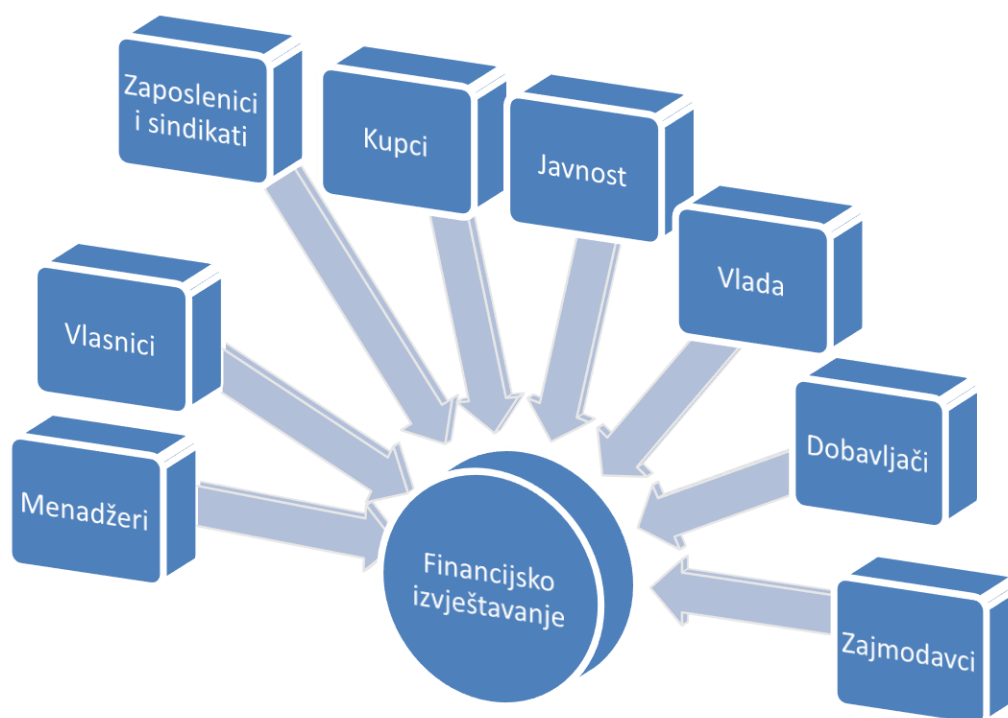 Zaposlenici
i sindikati
Kupci
Javnost
Vlada
Vlasnici
Dobavljači
Menadžeri
Financijsko
izvještavanje
Zajmodavci